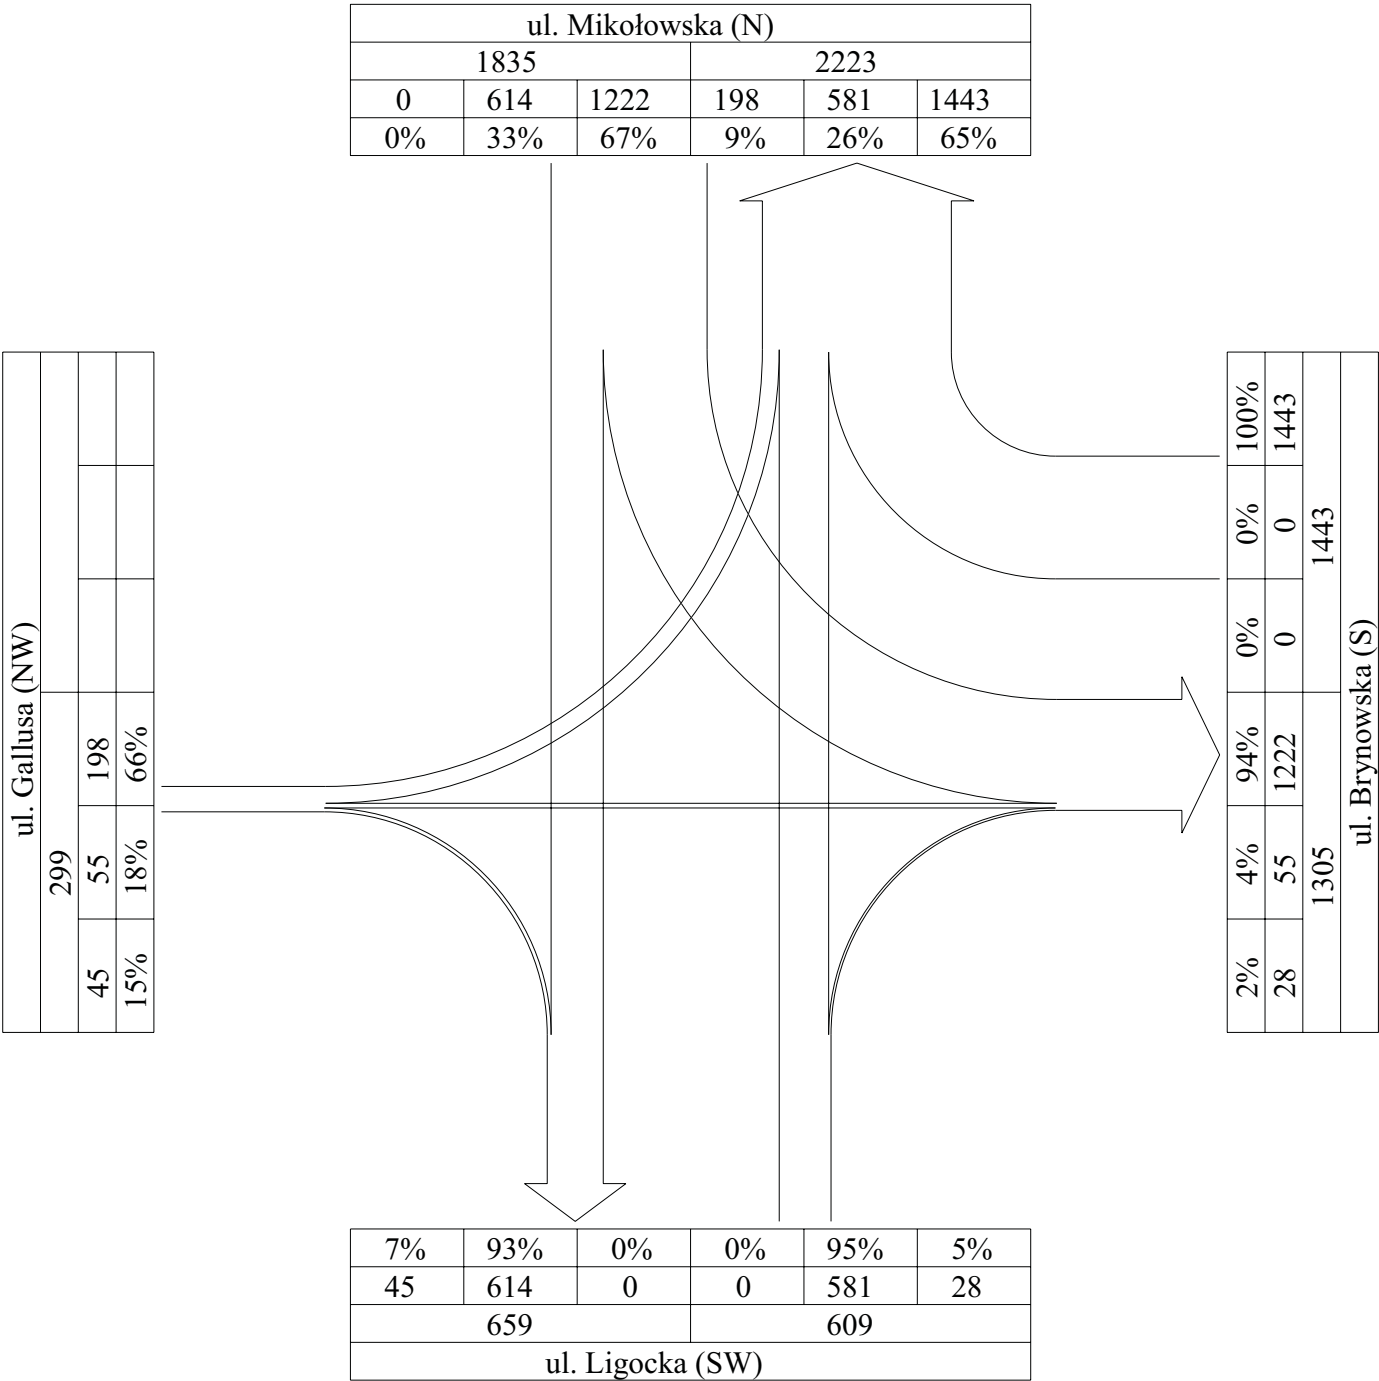 ul. Mikołowska (N)
1835 2223
0 614 1222 198 581 1443
0% 33% 67% 9% 26% 65%
ul. Gallusa (NW)
299
45 55 198
15% 18% 66%
2% 4% 94% 0% 0% 100%
28 55 1222 0 0 1443
1305 1443
ul. Brynowska (S)
7% 93% 0% 0% 95% 5%
45 614 0 0 581 28
659 609
ul. Ligocka (SW)